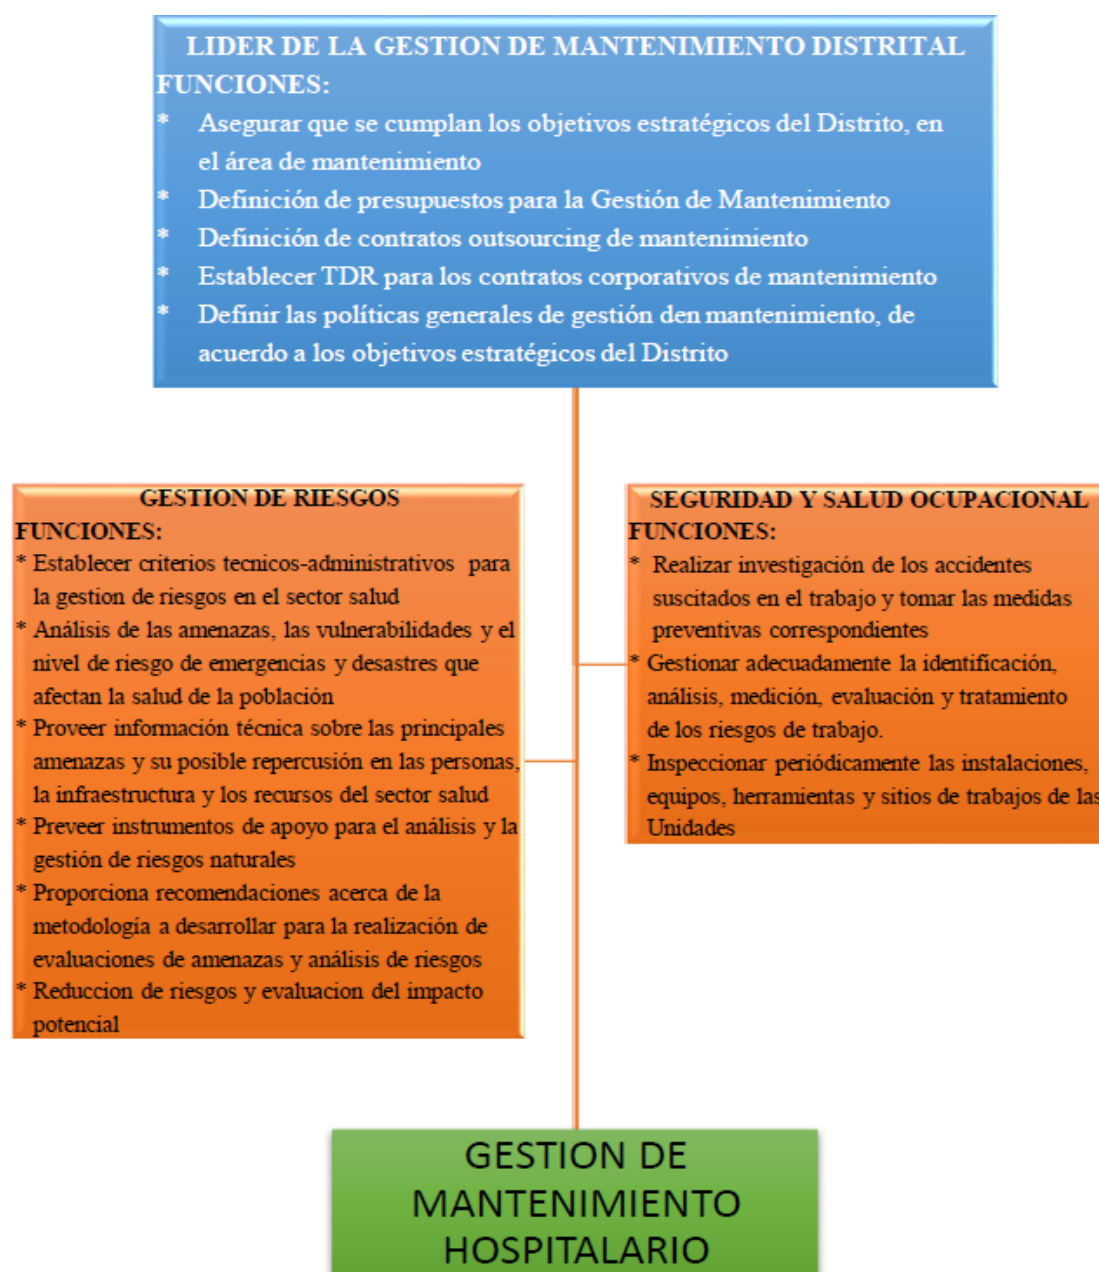 LIDER DE LA GESTION DE MANTENIMIENTO DISTRITAL
FUNCIONES:
* Asegurar que se cumplan los objetivos estratégicos del Distrito, en
el área de mantenimiento
* Definición de presupuestos para la Gestión de Mantenimiento
* Definición de contratos outsourcing de mantenimiento
* Establecer TDR para los contratos corporativos de mantenimiento
* Definir las políticas generales de gestión den mantenimiento, de
acuerdo a los objetivos estratégicos del Distrito
GESTION DE RIESGOS
FUNCIONES:
* Establecer criterios tecnicos-administrativos para
la gestion de riesgos en el sector salud
* Análisis de las amenazas, las vulnerabilidades y el
nivel de riesgo de emergencias y desastres que
afectan la salud de la población
* Proveer información técnica sobre las principales
amenazas y su posible repercusión en las personas,
la infraestructura y los recursos del sector salud
* Preveer instrumentos de apoyo para el análisis y la
gestión de riesgos naturales
* Proporciona recomendaciones acerca de la
metodología a desarrollar para la realización de
evaluaciones de amenazas y análisis de riesgos
* Reduccion de riesgos y evaluacion del impacto
potencial
SEGURIDAD Y SALUD OCUPACIONAL
FUNCIONES:
* Realizar investigación de los accidentes
suscitados en el trabajo y tomar las medidas
preventivas correspondientes
* Gestionar adecuadamente la identificación,
análisis, medición, evaluación y tratamiento
de los riesgos de trabajo.
* Inspeccionar periódicamente las instalaciones,
equipos, herramientas y sitios de trabajos de las
Unidades
GESTION DE
MANTENIMIENTO
HOSPITALARIO